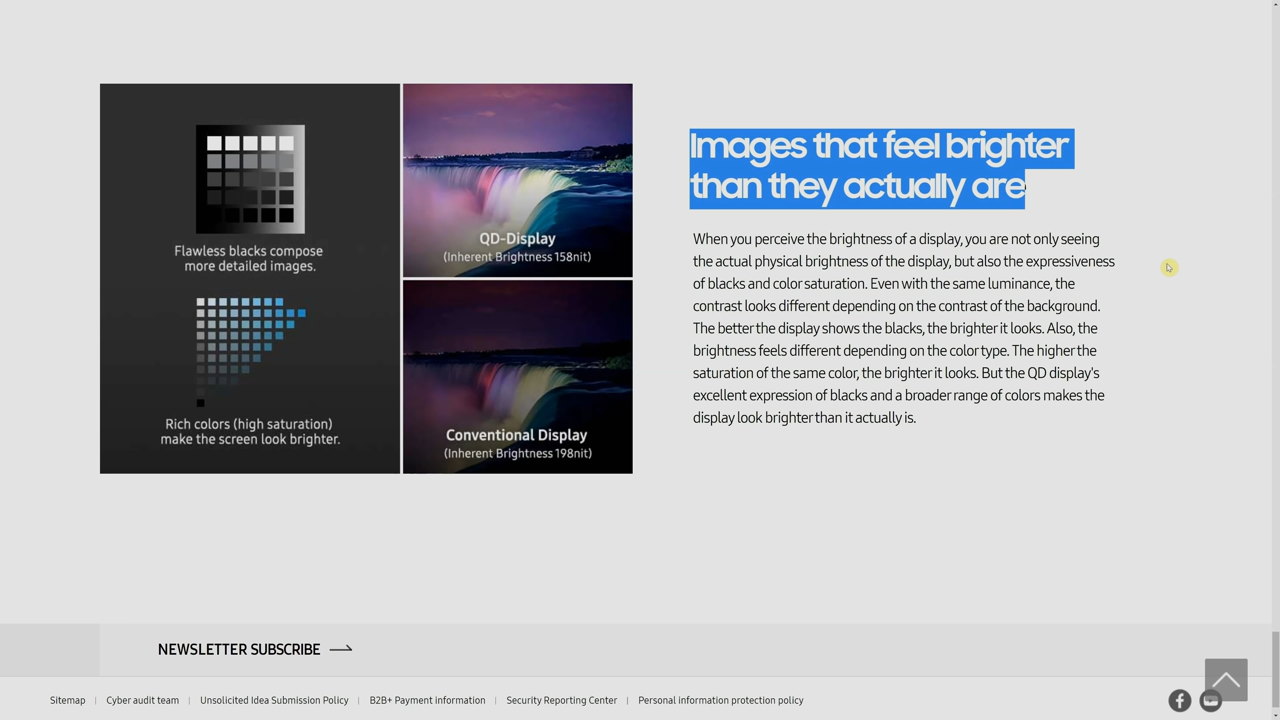 Flawless blacks compose
more detailed images.
Rich colors (high saturation)
make the screen look brighter.
QD-Display
(Inherent Brightness 158nit)
Conventional Display
(Inherent Brightness 198nit)
Images that feel brighter
than they actually are
When you perceive the brightness of a display, you are not only seeing
the actual physical brightness of the display, but also the expressiveness
of blacks and color saturation. Even with the same luminance, the
contrast looks different depending on the contrast of the background.
The better the display shows the blacks, the brighter it looks. Also, the
brightness feels different depending on the color type. The higher the
saturation of the same color, the brighter it looks. But the QD display's
excellent expression of blacks and a broader range of colors makes the
display look brighter than it actually is.
NEWSLETTER SUBSCRIBE
Sitemap | Cyber audit team | Unsolicited Idea Submission Policy | B2B+ Payment information | Security Reporting Center | Personal information protection policy